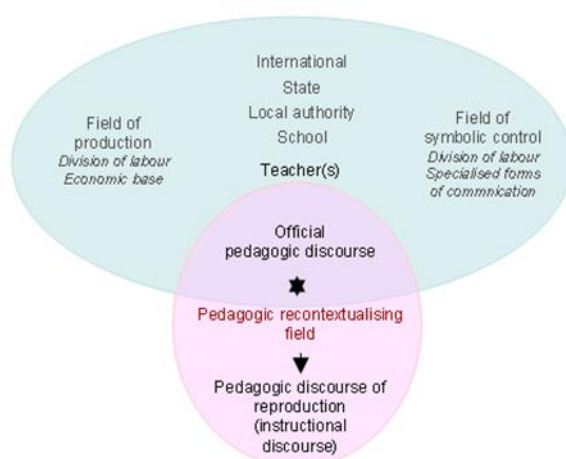 International
State
Local authority
School
Teacher(s)
Field of
production
Division of labour
Economic base
Field of
symbolic control
Division of labour
Specialised forms
of commnication
Official
pedagogic discourse
Pedagogic recontextualising
field
Pedagogic discourse of
reproduction
(instructional
discourse)